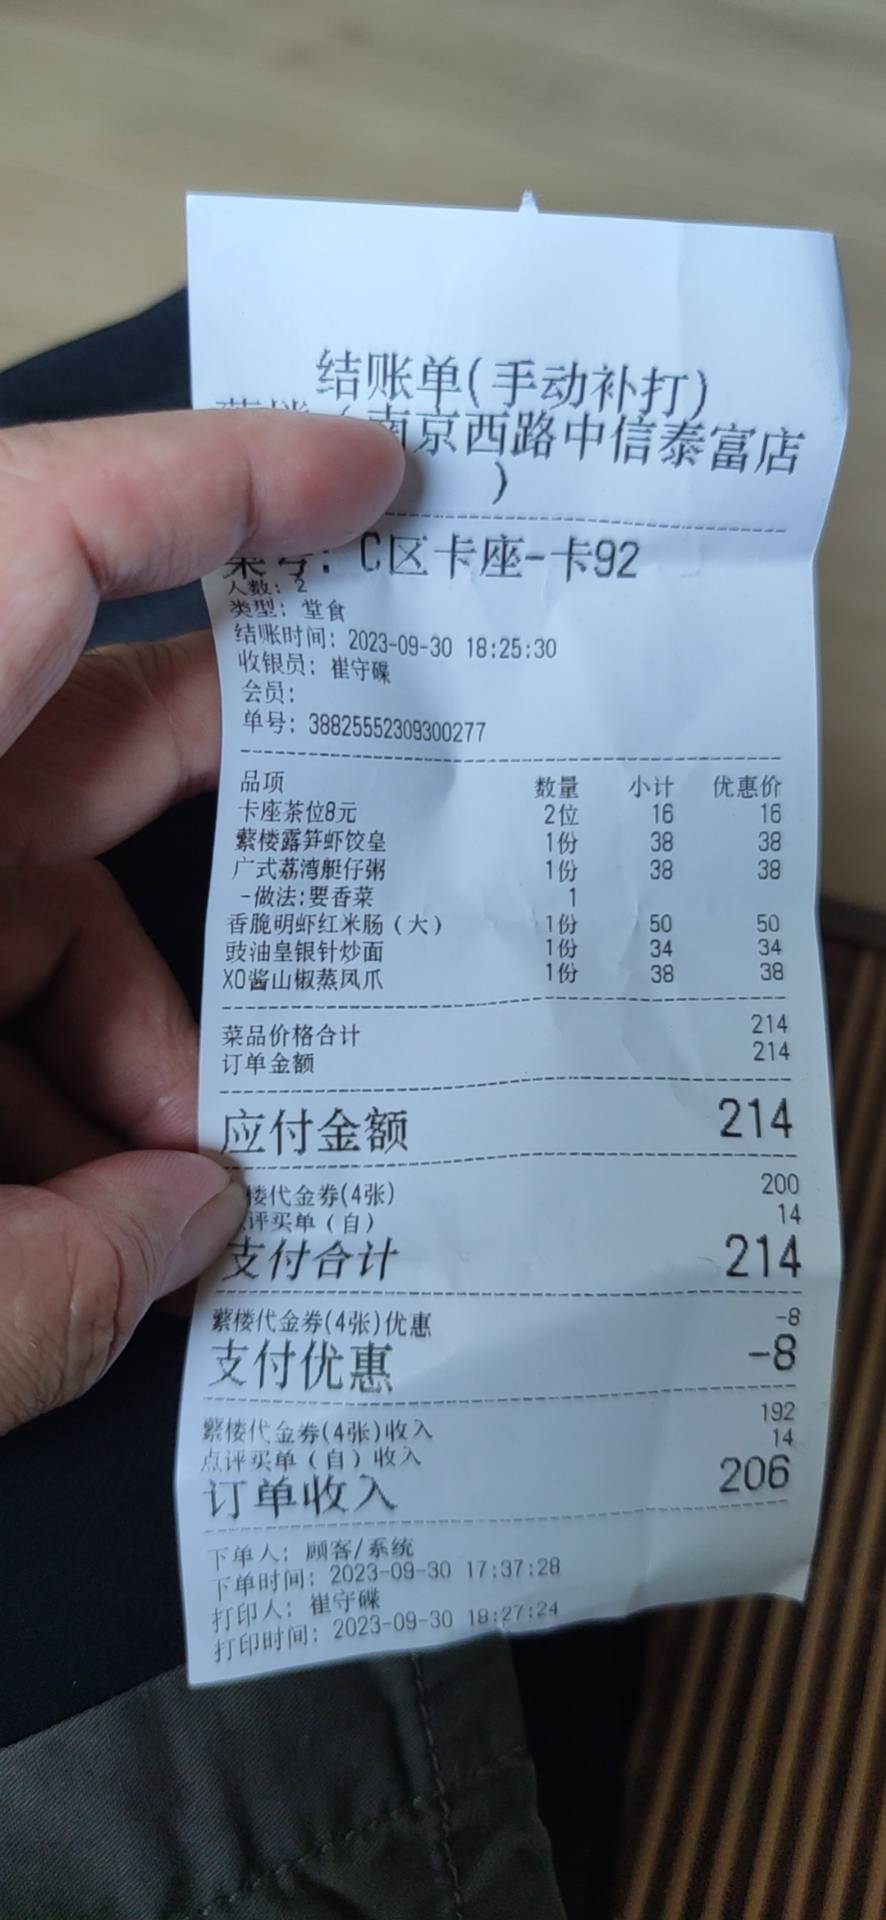 结账单(手动补打)
南京西路中信泰富店
)
桌号: C区卡座-卡92
人数: 2
类型: 堂食
结账时间: 2023-09-30 18:25:30
收银员: 崔守碟
会员:
单号: 38825552309300277
品项 数量 小计 优惠价
卡座茶位8元 2位 16 16
蘩楼露笋虾饺皇 1份 38 38
广式荔湾艇仔粥 1份 38 38
-做法:要香菜 1
香脆明虾红米肠(大) 1份 50 50
豉油皇银针炒面 1份 34 34
XO酱山椒蒸凤爪 1份 38 38
菜品价格合计 214
订单金额 214
应付金额 214
楼代金券(4张) 200
评买单(自) 14
支付合计 214
蘩楼代金券(4张)优惠 -8
支付优惠 -8
蘩楼代金券(4张)收入 192
点评买单(自)收入 14
订单收入 206
下单人: 顾客/系统
下单时间: 2023-09-30 17:37:28
打印人: 崔守碟
打印时间: 2023-09-30 18:27:24